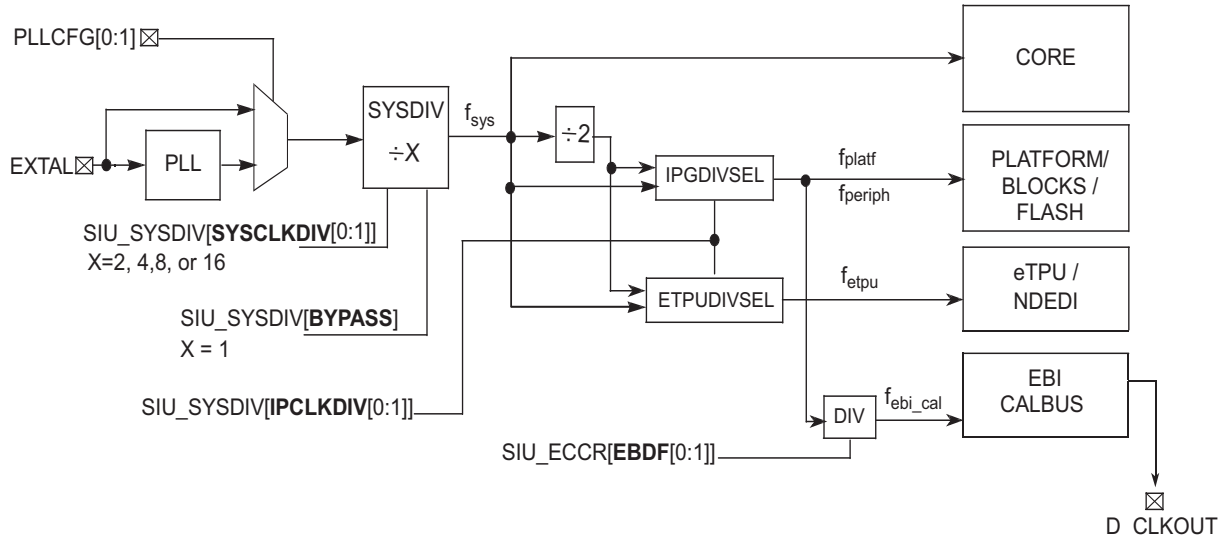 PLLCFG[0:1]
CORE
SYSDIV
÷X
fsys
÷2
EXTAL
PLL
IPGDIVSEL
fplatf
fperiph
PLATFORM/
BLOCKS /
FLASH
SIU_SYSDIV[SYSCLKDIV[0:1]]
X=2, 4,8, or 16
ETPUDIVSEL
fetpu
eTPU /
NDEDI
SIU_SYSDIV[BYPASS]
X = 1
SIU_SYSDIV[IPCLKDIV[0:1]]
DIV
febi_cal
EBI
CALBUS
SIU_ECCR[EBDF[0:1]]
D_CLKOUT